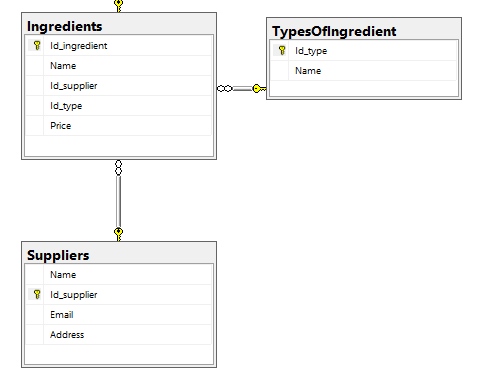 Ingredients
Id_ingredient
Name
Id_supplier
Id_type
Price
TypesOfIngredient
Id_type
Name
Suppliers
Name
Id_supplier
Email
Address